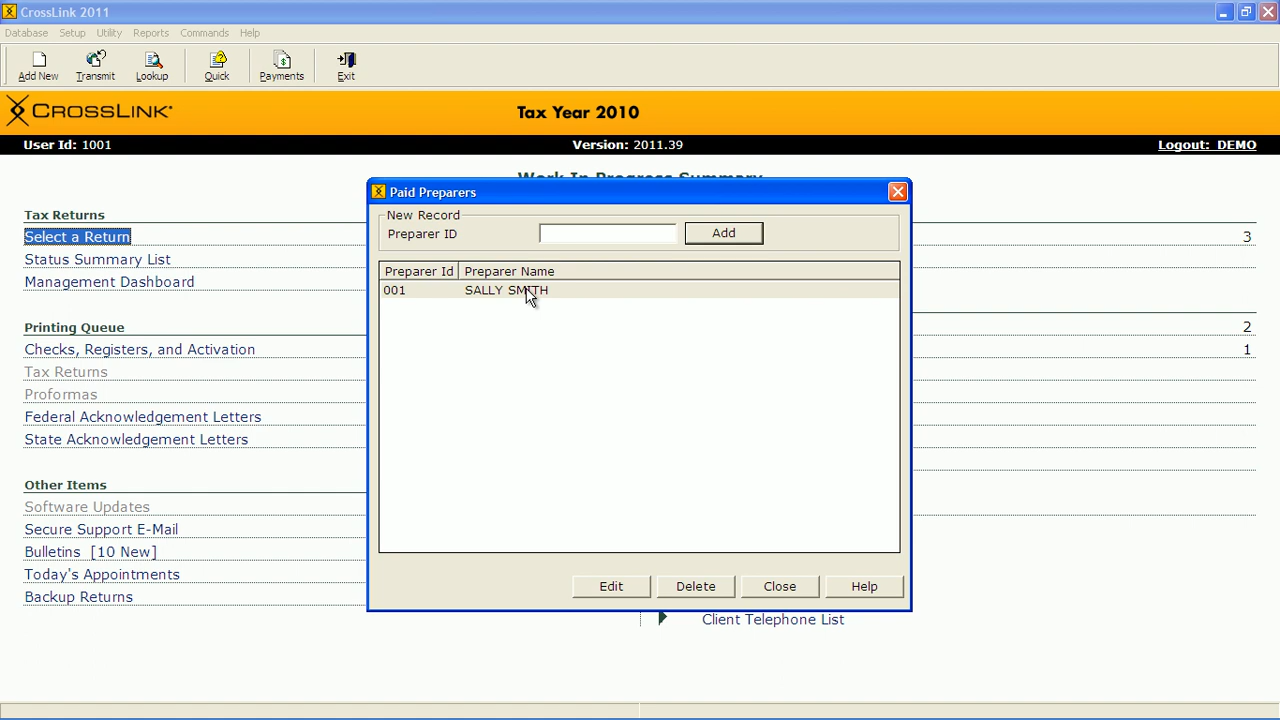 CrossLink 2011
Database Setup Utility Reports Commands Help
Add New Transmit Lookup Quick Payments Exit
CROSSLINK® Tax Year 2010
User Id: 1001 Version: 2011.39 Logout: DEMO
Work In Progress Summary
Tax Returns
Select a Return 3
Status Summary List
Management Dashboard
Printing Queue 2
Checks, Registers, and Activation 1
Tax Returns
Proformas
Federal Acknowledgement Letters
State Acknowledgement Letters
Other Items
Software Updates
Secure Support E-Mail
Bulletins [10 New]
Today's Appointments
Backup Returns
Client Telephone List
Paid Preparers
New Record
Preparer ID Add
Preparer Id Preparer Name
001 SALLY SMITH
Edit Delete Close Help